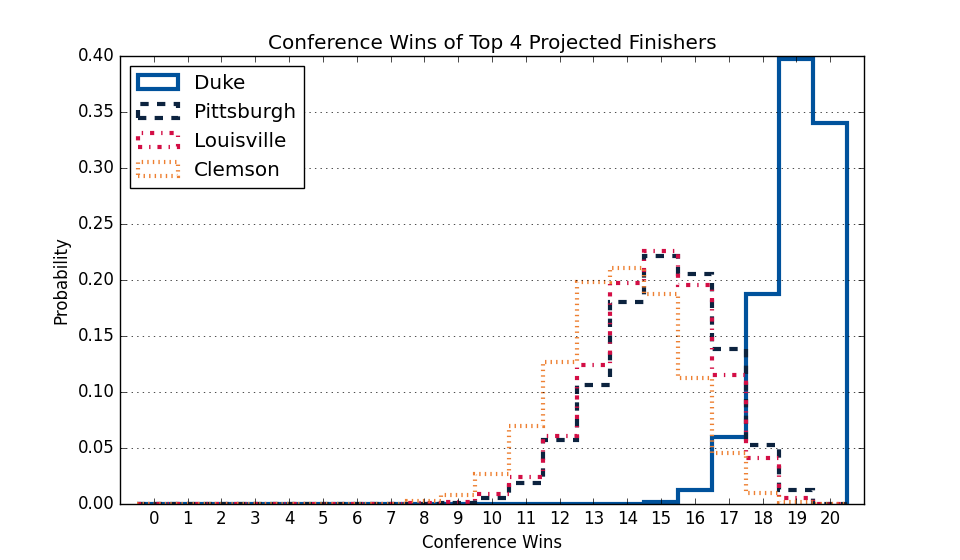 Conference Wins of Top 4 Projected Finishers
Duke
Pittsburgh
Louisville
Clemson
Probability
0.40
0.35
0.30
0.25
0.20
0.15
0.10
0.05
0.00
0 1 2 3 4 5 6 7 8 9 10 11 12 13 14 15 16 17 18 19 20
Conference Wins